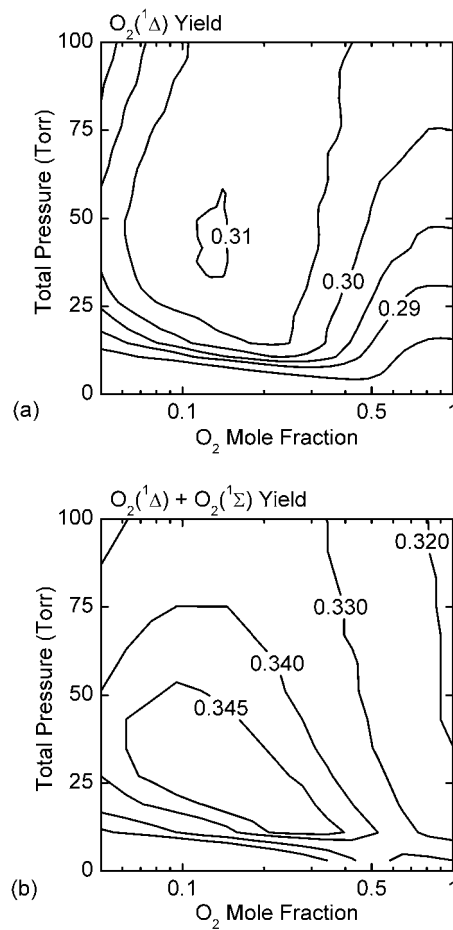 O₂(¹Δ) Yield
100
75
50
25
0
Total Pressure (Torr)
0.31
0.30
0.29
0.1
0.5
1
O₂ Mole Fraction
(a)
O₂(¹Δ) + O₂(¹Σ) Yield
100
75
50
25
0
Total Pressure (Torr)
0.320
0.330
0.340
0.345
0.1
0.5
1
O₂ Mole Fraction
(b)